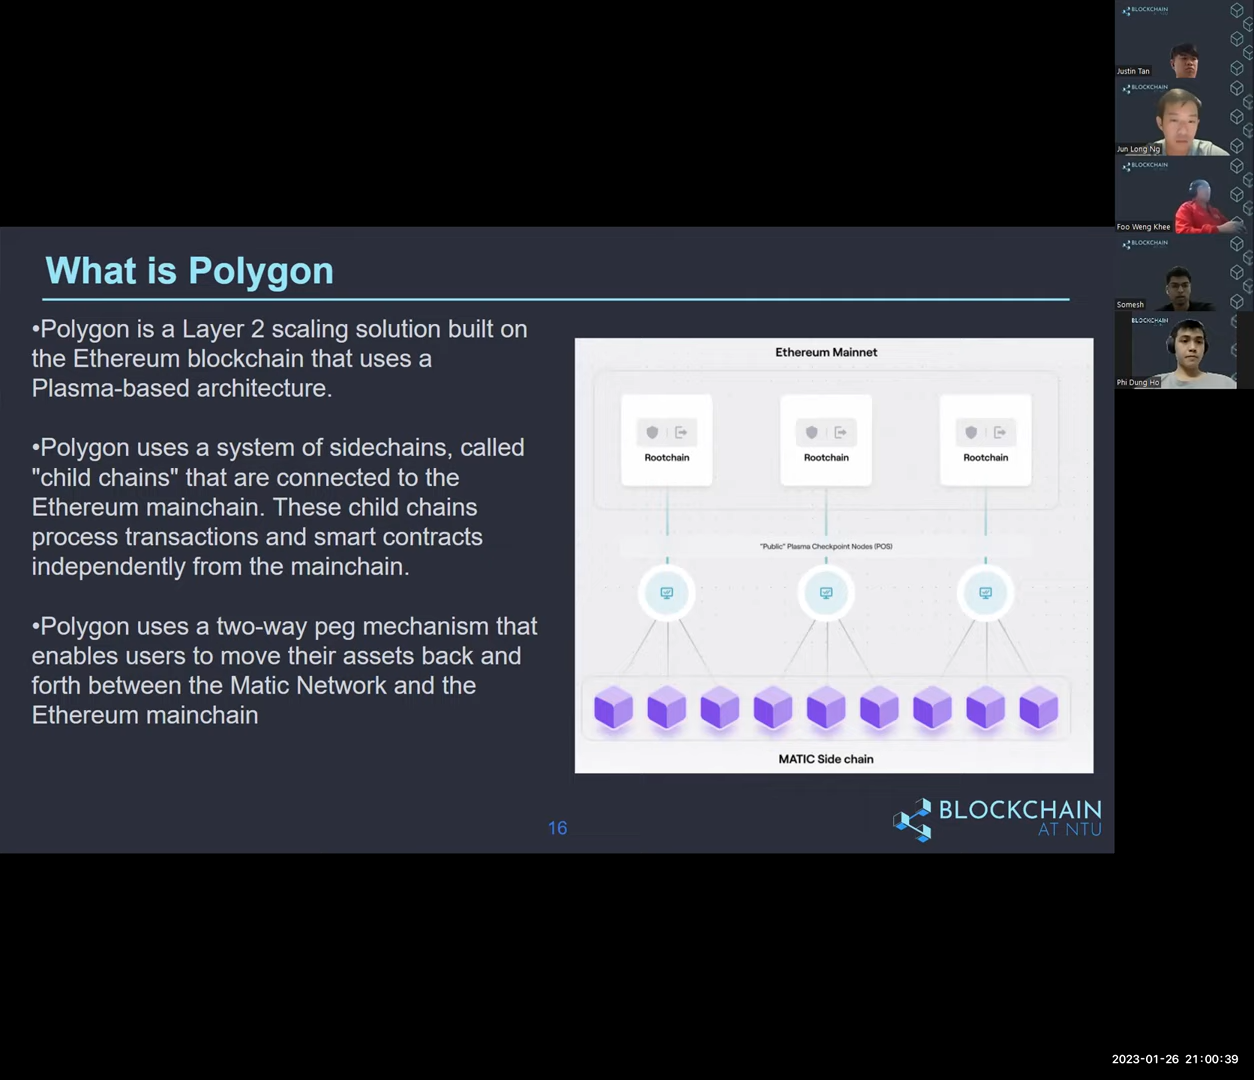 What is Polygon
•Polygon is a Layer 2 scaling solution built on
the Ethereum blockchain that uses a
Plasma-based architecture.
•Polygon uses a system of sidechains, called
"child chains" that are connected to the
Ethereum mainchain. These child chains
process transactions and smart contracts
independently from the mainchain.
•Polygon uses a two-way peg mechanism that
enables users to move their assets back and
forth between the Matic Network and the
Ethereum mainchain
Ethereum Mainnet
Rootchain
Rootchain
Rootchain
"Public" Plasma Checkpoint Nodes (POS)
MATIC Side chain
16
BLOCKCHAIN
AT NTU
BLOCKCHAIN
Justin Tan
BLOCKCHAIN
Jun Long Ng
BLOCKCHAIN
Foo Weng Khee
BLOCKCHAIN
Somesh
BLOCKCHAIN
Phi Dung Ho
2023-01-26 21:00:39